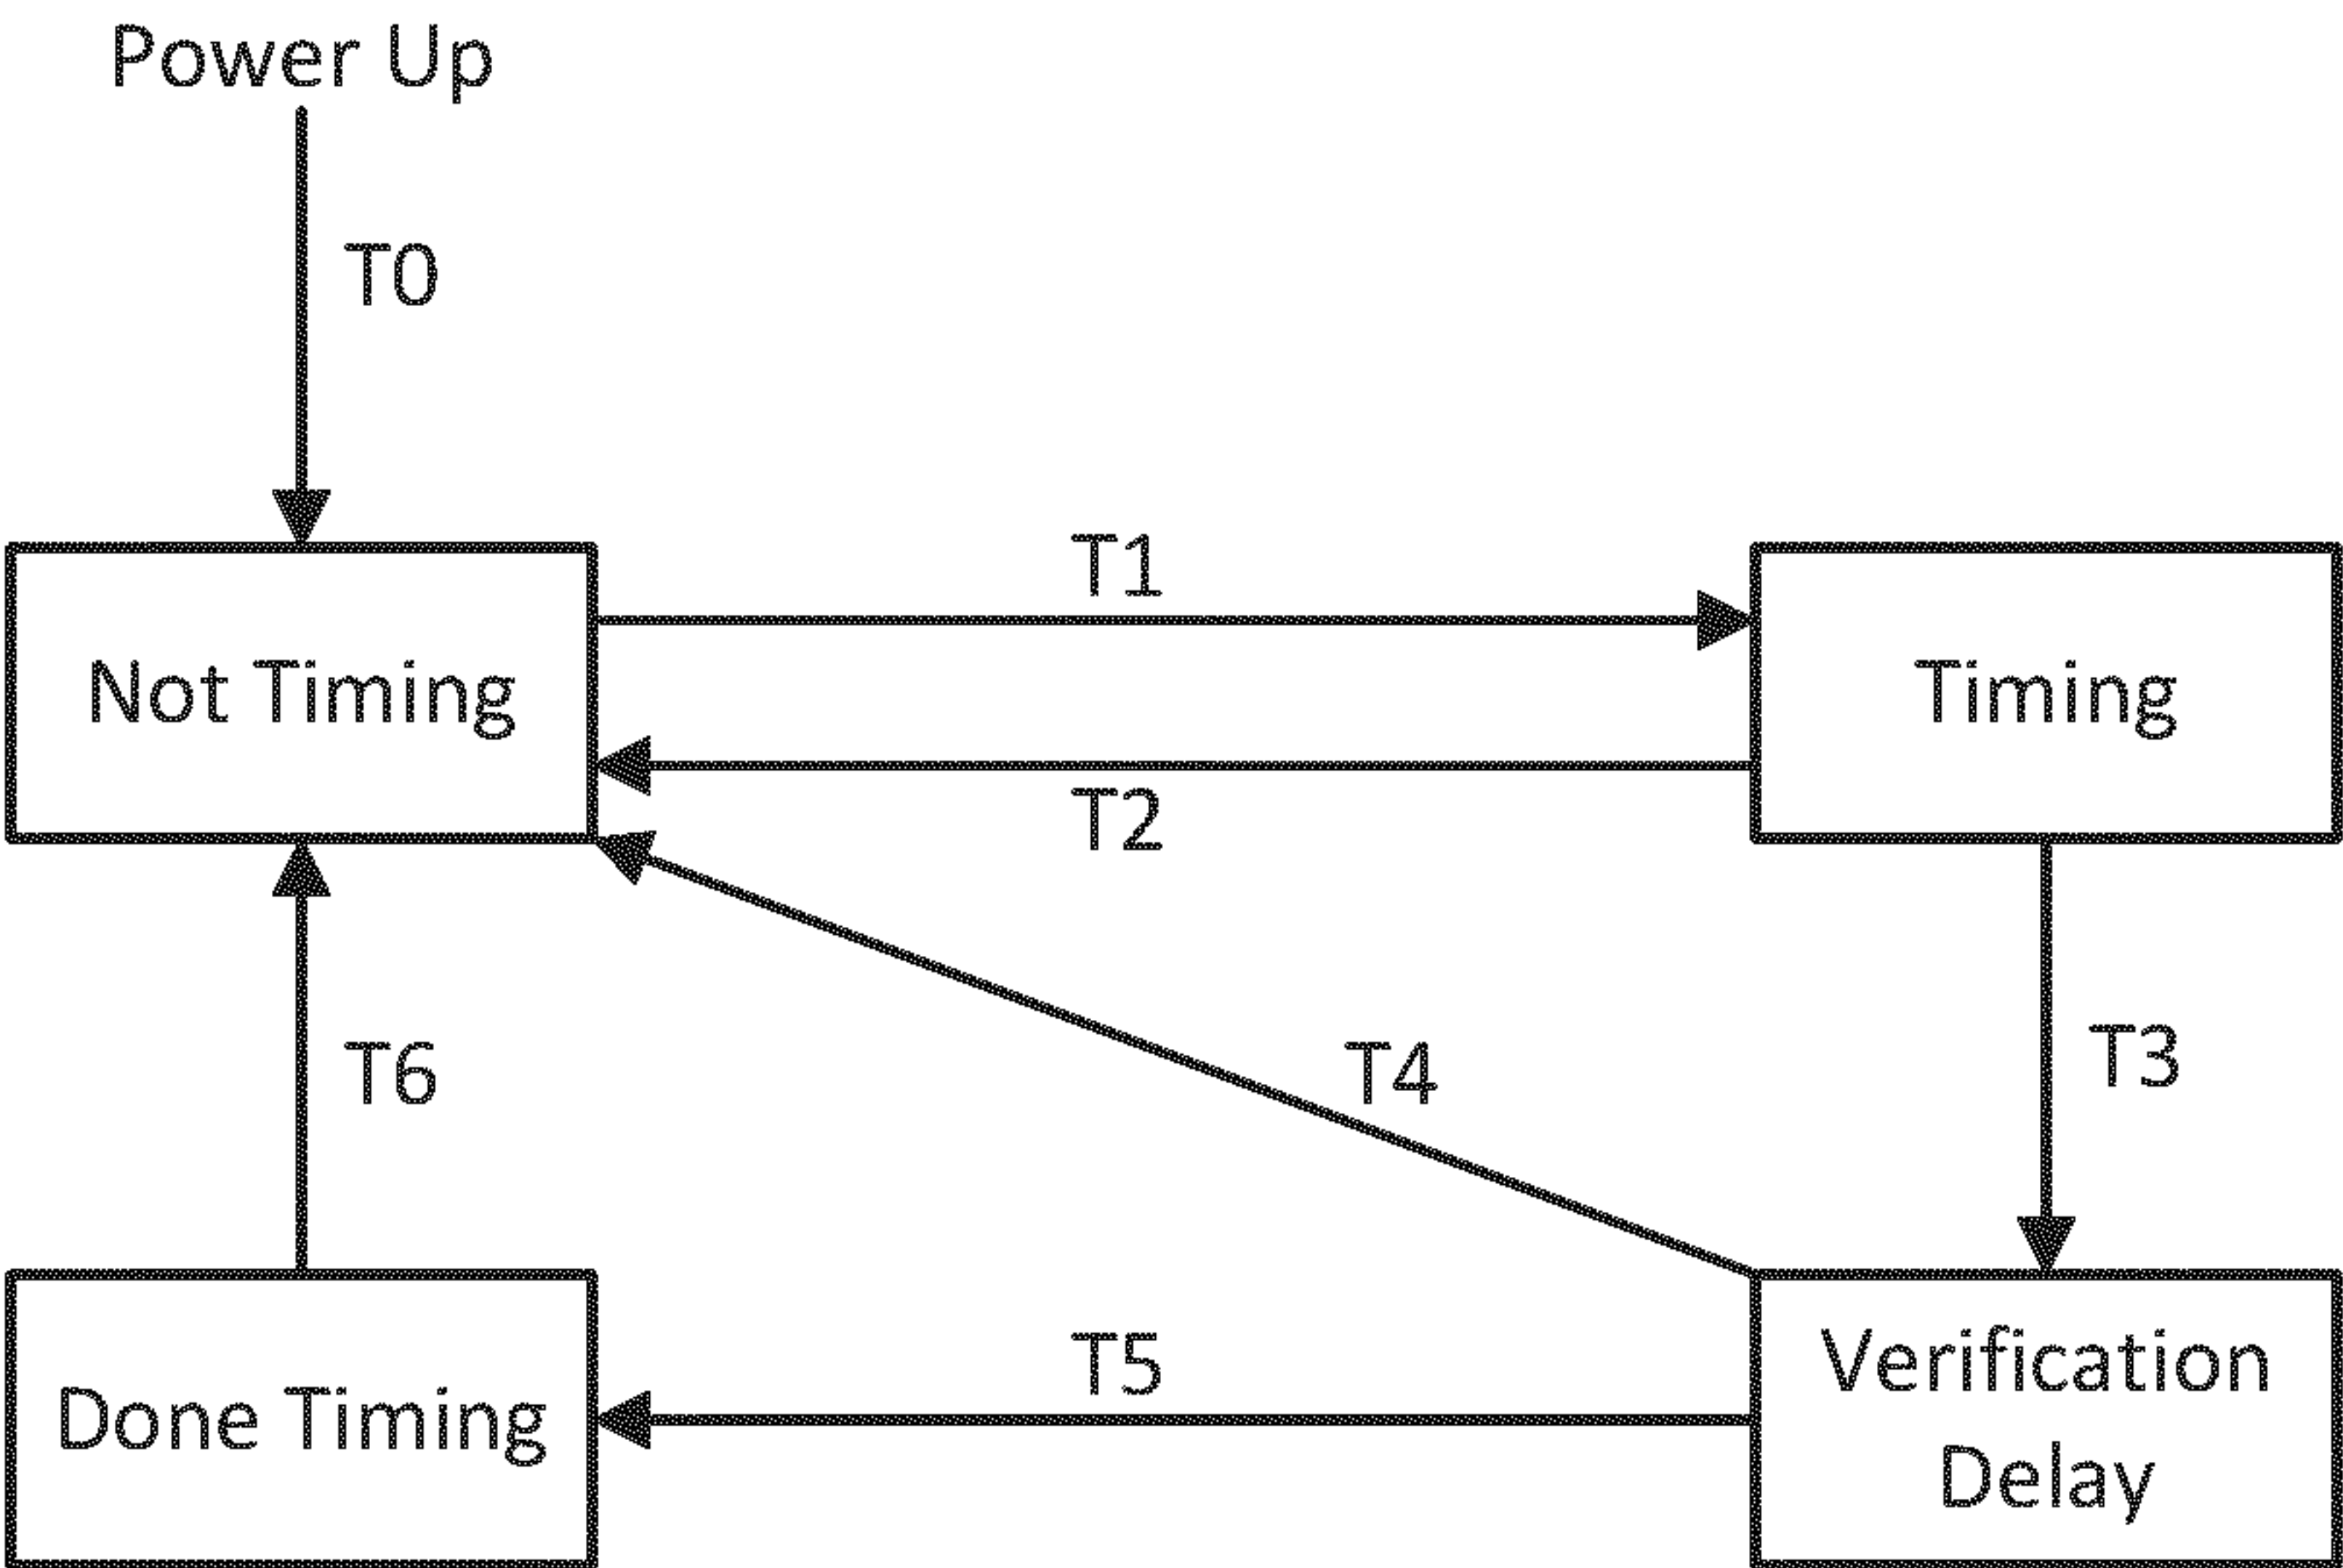 Power Up
T0
T1
Not Timing
Timing
T2
T6
T4
T3
T5
Done Timing
Verification
Delay